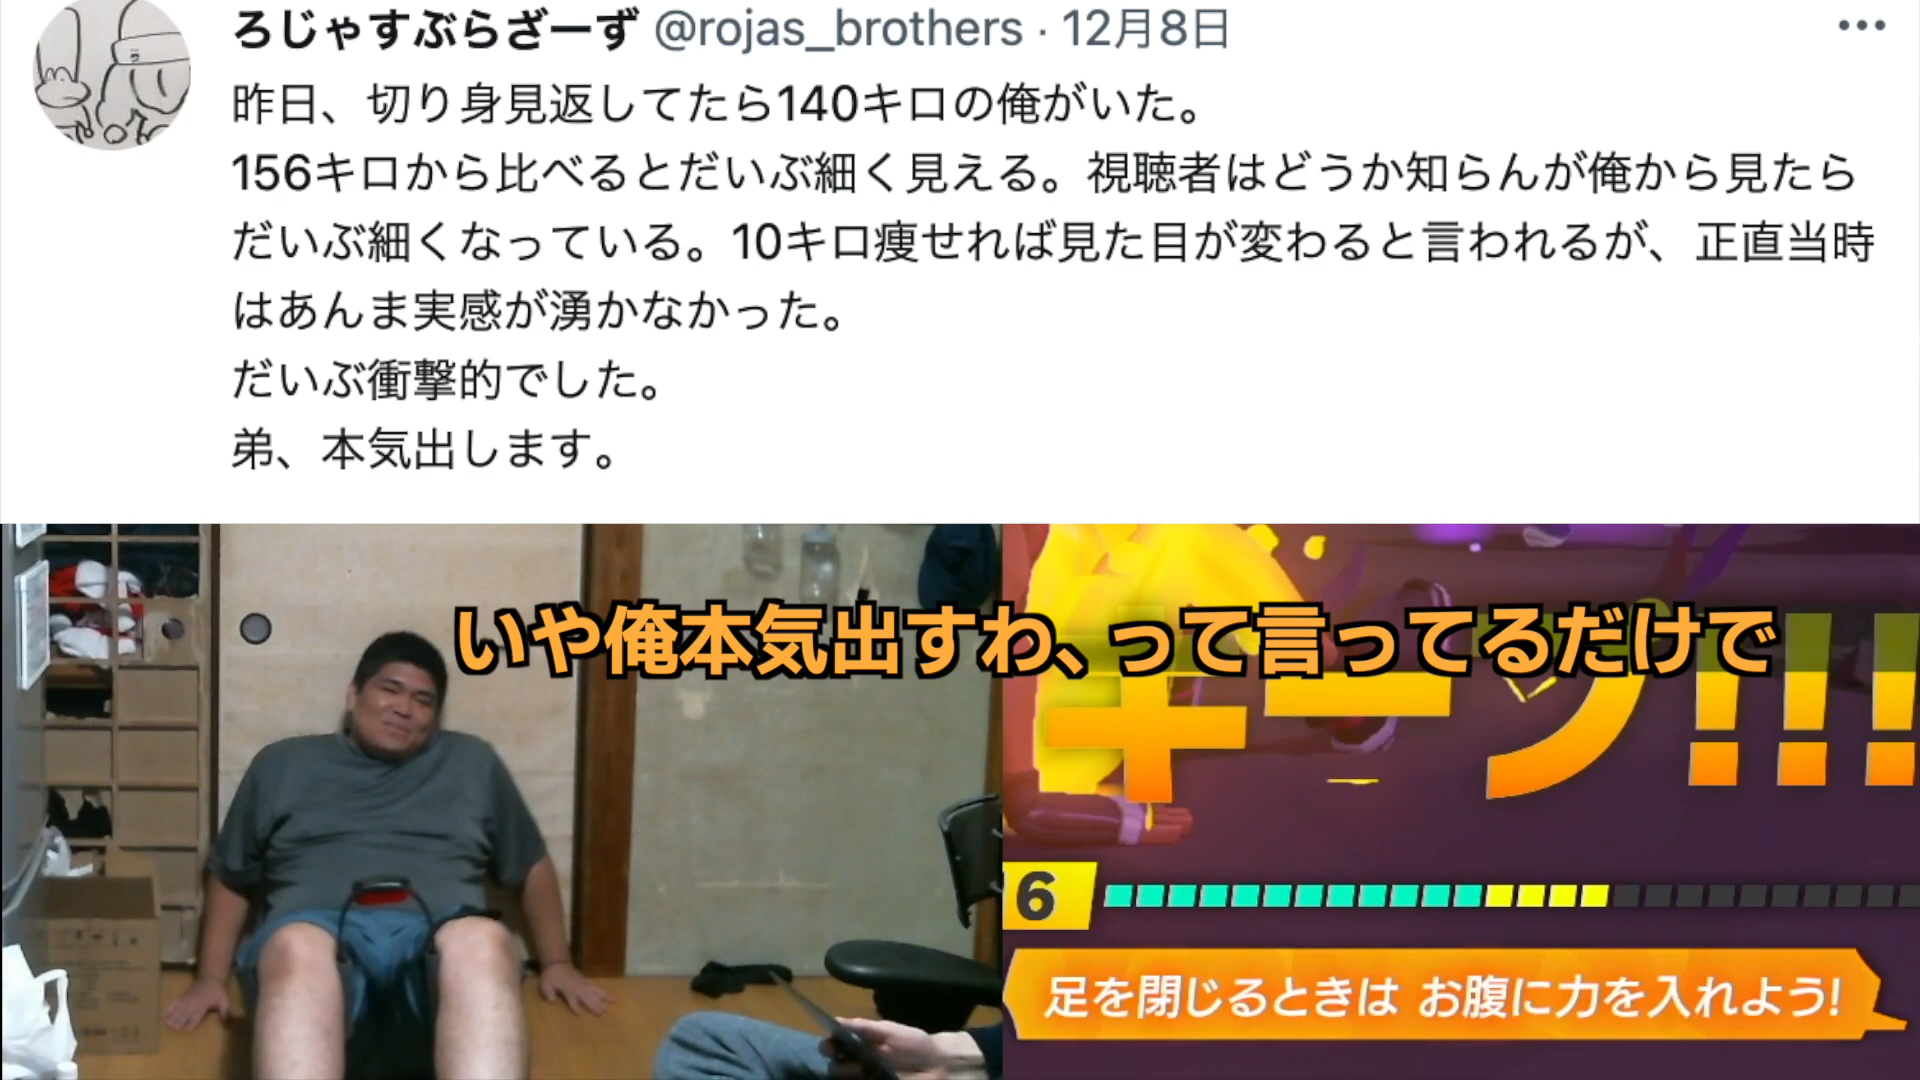 ろじゃすぶらざーず @rojas_brothers · 12月8日
昨日、切り身見返してたら140キロの俺がいた。
156キロから比べるとだいぶ細く見える。視聴者はどうか知らんが俺から見たら
だいぶ細くなっている。10キロ痩せれば見た目が変わると言われるが、正直当時
はあんま実感が湧かなかった。
だいぶ衝撃的でした。
弟、本気出します。
いや俺本気出すわ、って言ってるだけで
キープ!!!
6
足を閉じるときは お腹に力を入れよう!